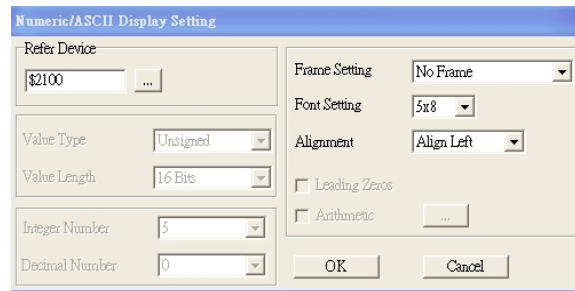 Numeric/ASCII Display Setting
Refer Device
$2100
...
Value Type
Unsigned
Value Length
16 Bits
Integer Number
5
Decimal Number
0
Frame Setting
No Frame
Font Setting
5x8
Alignment
Align Left
Leading Zeros
Arithmetic
...
OK
Cancel